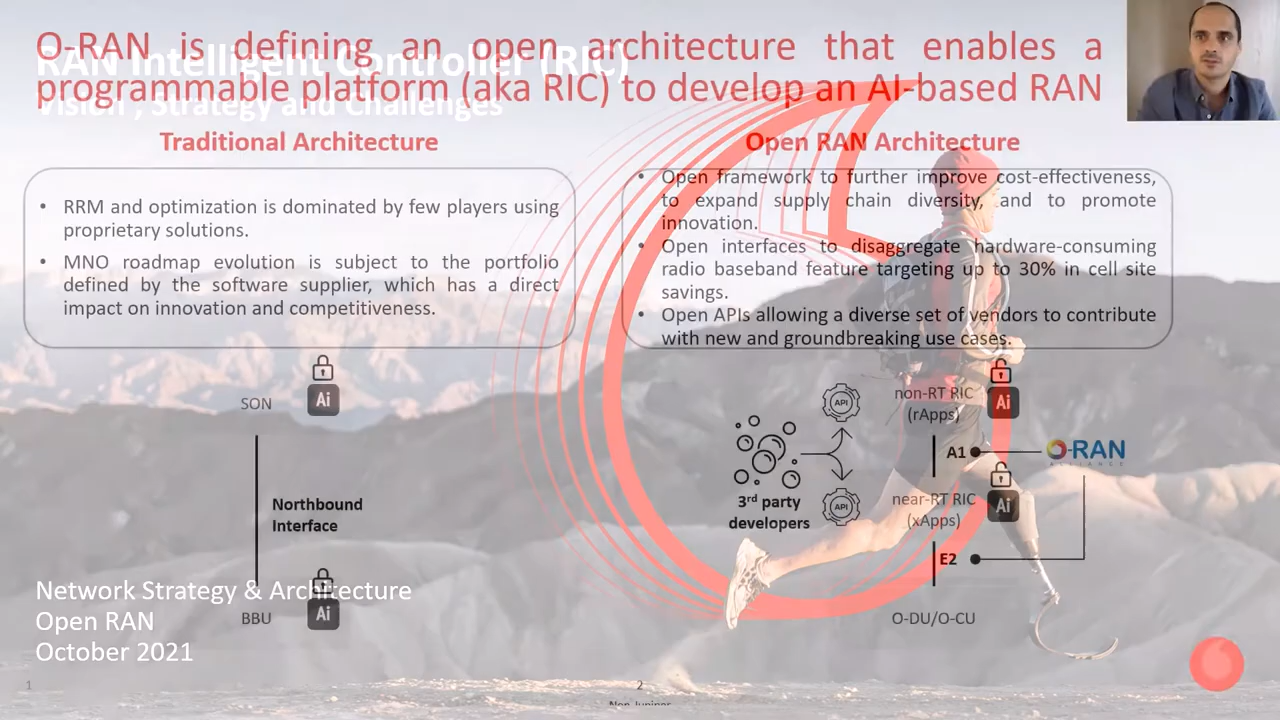 O-RAN is defining an open architecture that enables a
programmable platform (aka RIC) to develop an AI-based RAN
RAN Intelligent Controller (RIC)
Vision, Strategy and Challenges
Traditional Architecture
• RRM and optimization is dominated by few players using
proprietary solutions.
• MNO roadmap evolution is subject to the portfolio
defined by the software supplier, which has a direct
impact on innovation and competitiveness.
SON
Ai
Northbound
Interface
BBU
Ai
Open RAN Architecture
• Open framework to further improve cost-effectiveness,
to expand supply chain diversity, and to promote
innovation.
• Open interfaces to disaggregate hardware-consuming
radio baseband feature targeting up to 30% in cell site
savings.
• Open APIs allowing a diverse set of vendors to contribute
with new and groundbreaking use cases.
API
non-RT RIC
(rApps)
Ai
A1
O-RAN
ALLIANCE
3rd party
developers
API
near-RT RIC
(xApps)
Ai
E2
O-DU/O-CU
Network Strategy & Architecture
Open RAN
October 2021
1
2